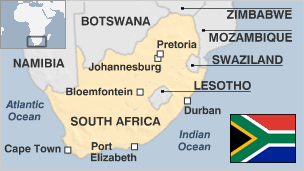 ZIMBABWE
BOTSWANA
MOZAMBIQUE
Pretoria
NAMIBIA
Johannesburg
SWAZILAND
LESOTHO
Bloemfontein
Atlantic
Ocean
Durban
SOUTH AFRICA
Indian
Ocean
Cape Town
Port
Elizabeth